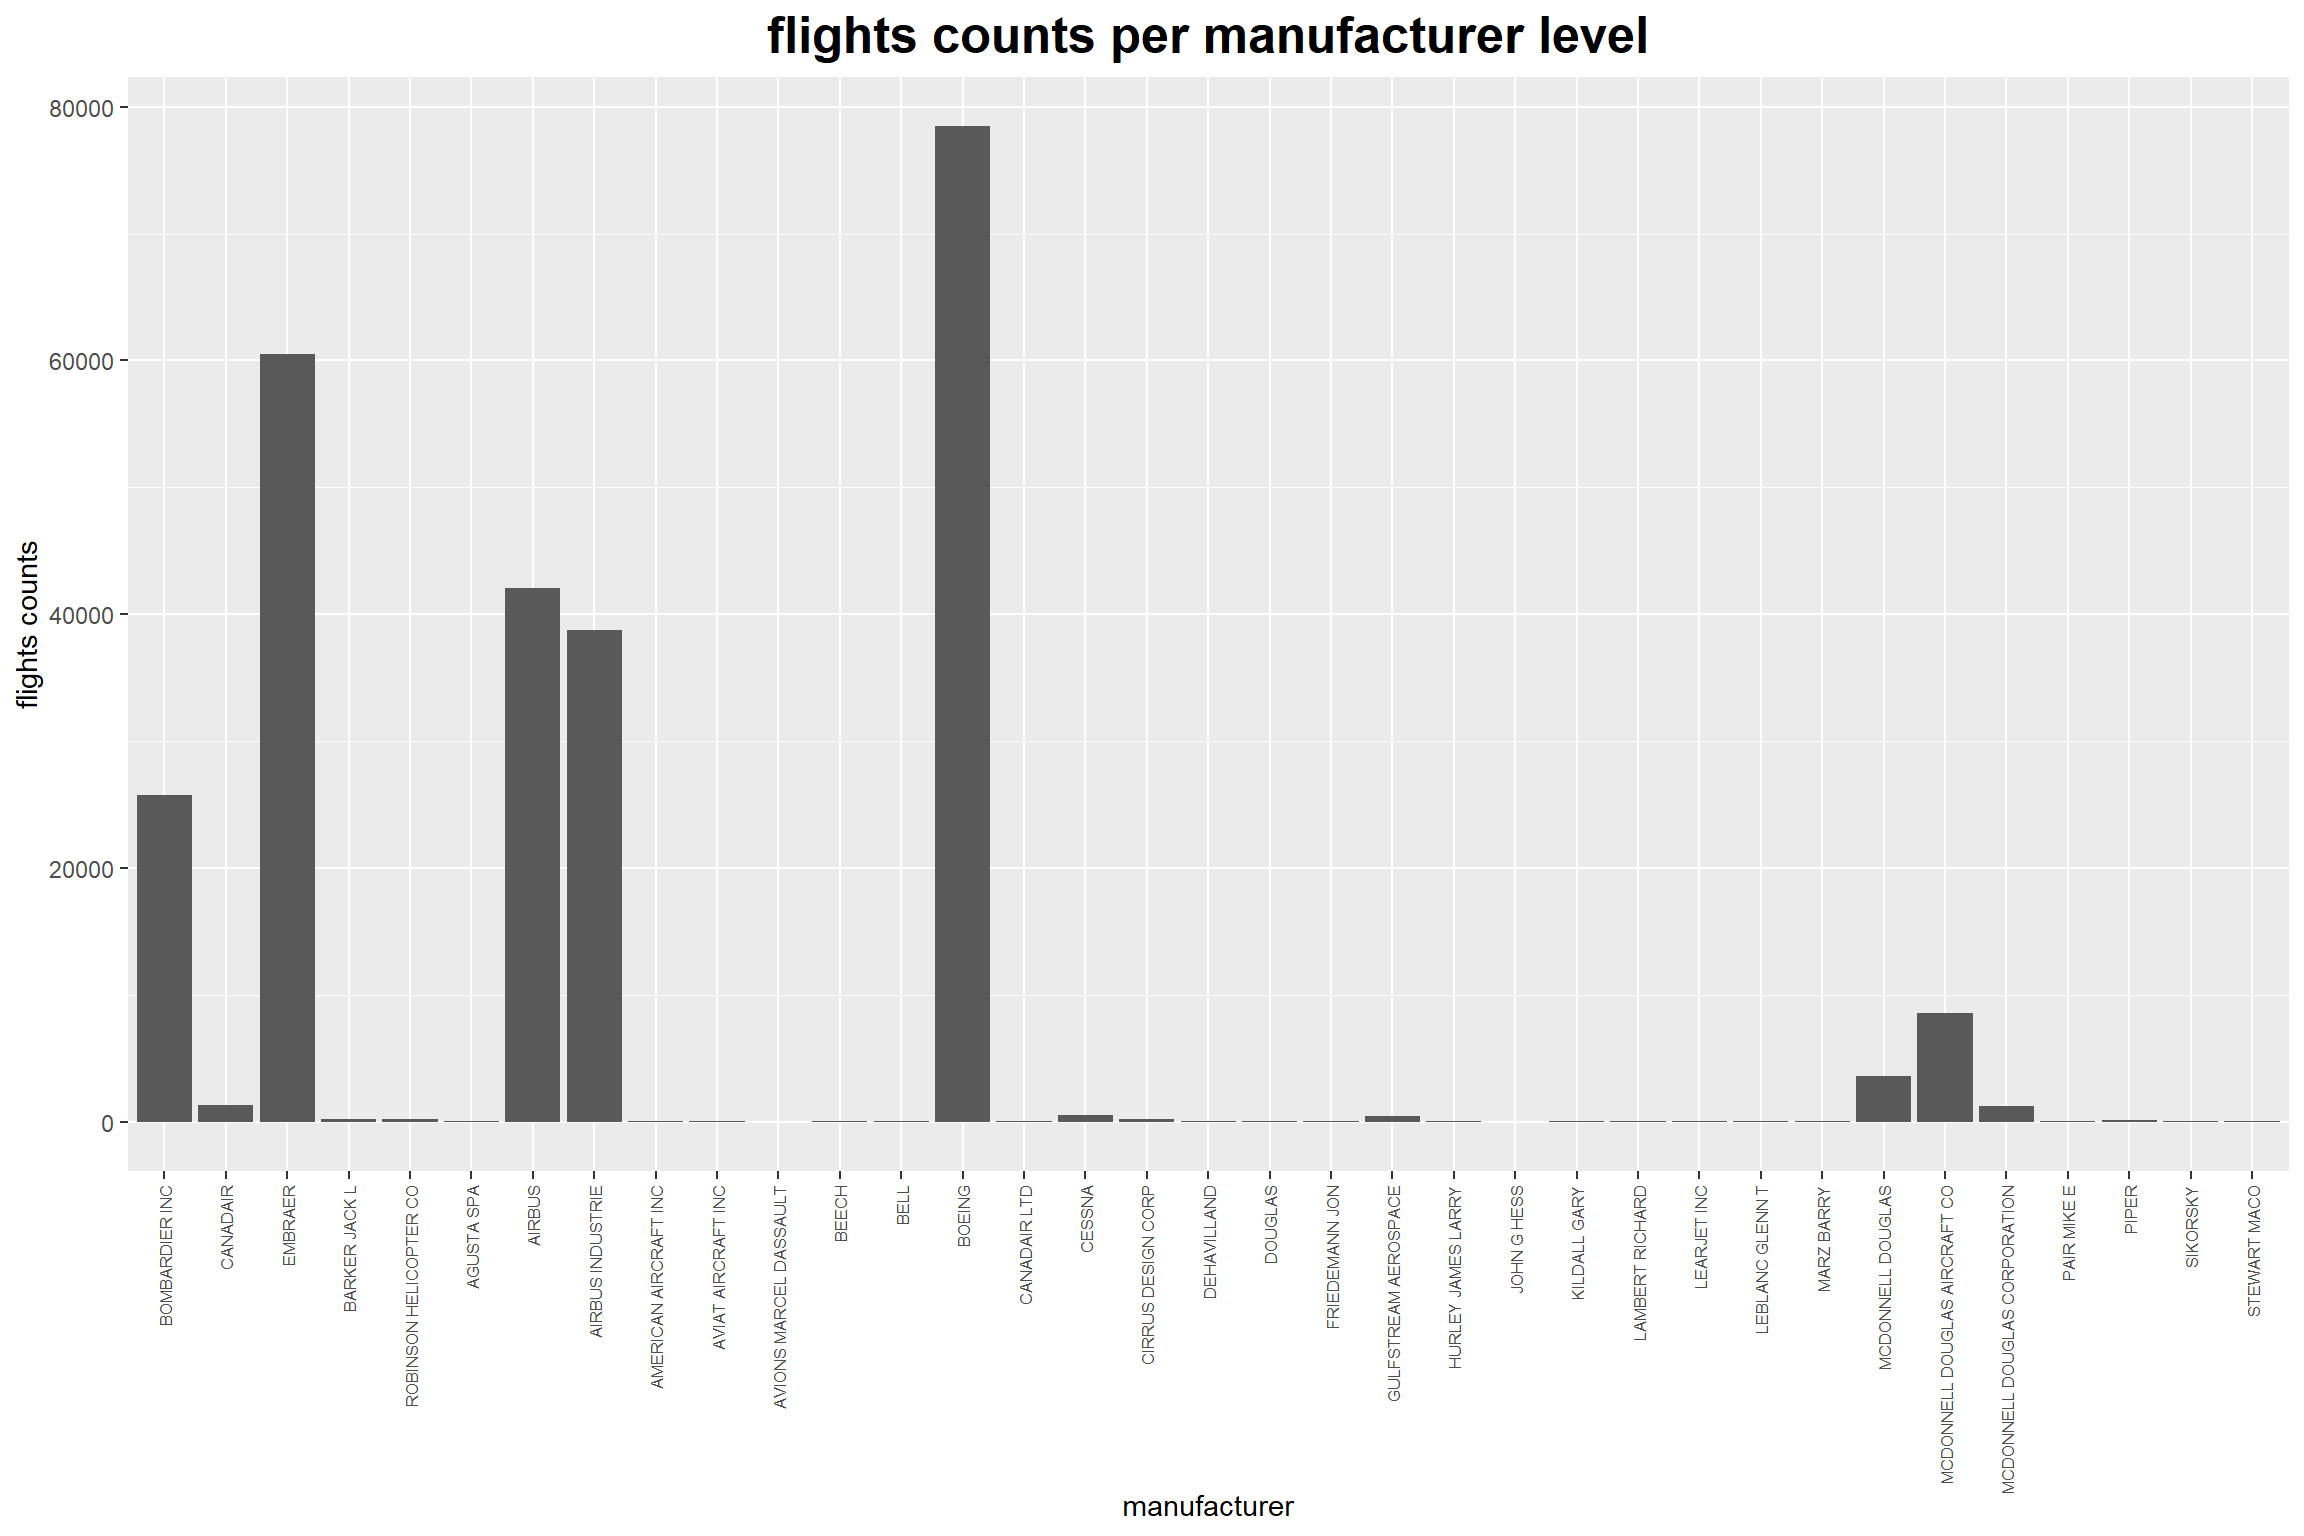 flights counts per manufacturer level
flights counts
80000
60000
40000
20000
0
BOMBARDIER INC
CANADAIR
EMBRAER
BARKER JACK L
ROBINSON HELICOPTER CO
AGUSTA SPA
AIRBUS
AIRBUS INDUSTRIE
AMERICAN AIRCRAFT INC
AVIAT AIRCRAFT INC
AVIONS MARCEL DASSAULT
BEECH
BELL
BOEING
CANADAIR LTD
CESSNA
CIRRUS DESIGN CORP
DEHAVILLAND
DOUGLAS
FRIEDEMANN JON
GULFSTREAM AEROSPACE
HURLEY JAMES LARRY
JOHN G HESS
KILDALL GARY
LAMBERT RICHARD
LEARJET INC
LEBLANC GLENN T
MARZ BARRY
MCDONNELL DOUGLAS
MCDONNELL DOUGLAS AIRCRAFT CO
MCDONNELL DOUGLAS CORPORATION
PAIR MIKE E
PIPER
SIKORSKY
STEWART MACO
manufacturer